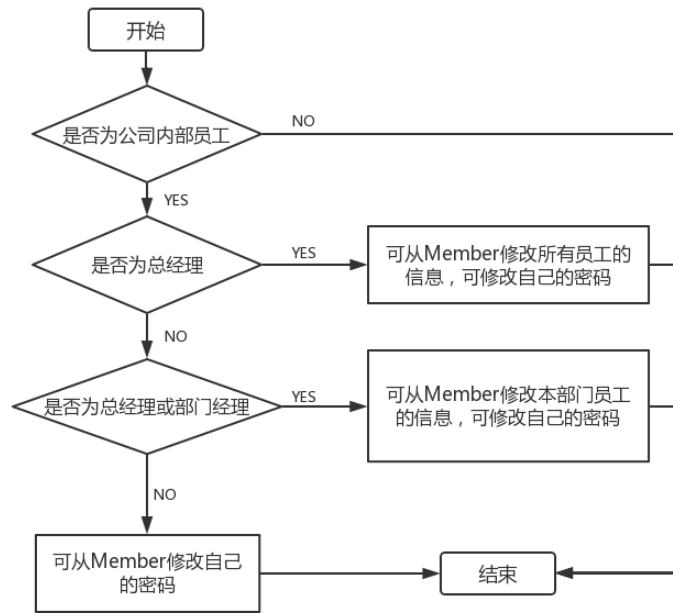 开始
是否为公司内部员工
NO
YES
是否为总经理
YES
可从Member修改所有员工的
信息，可修改自己的密码
NO
是否为总经理或部门经理
YES
可从Member修改本部门员工
的信息，可修改自己的密码
NO
可从Member修改自己
的密码
结束